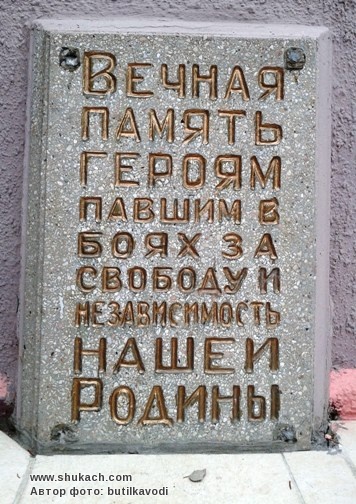 Вечная
память
героям
павшим в
боях за
свободу и
независимость
нашей
Родины
www.shukach.com
Автор фото: butilkavodi